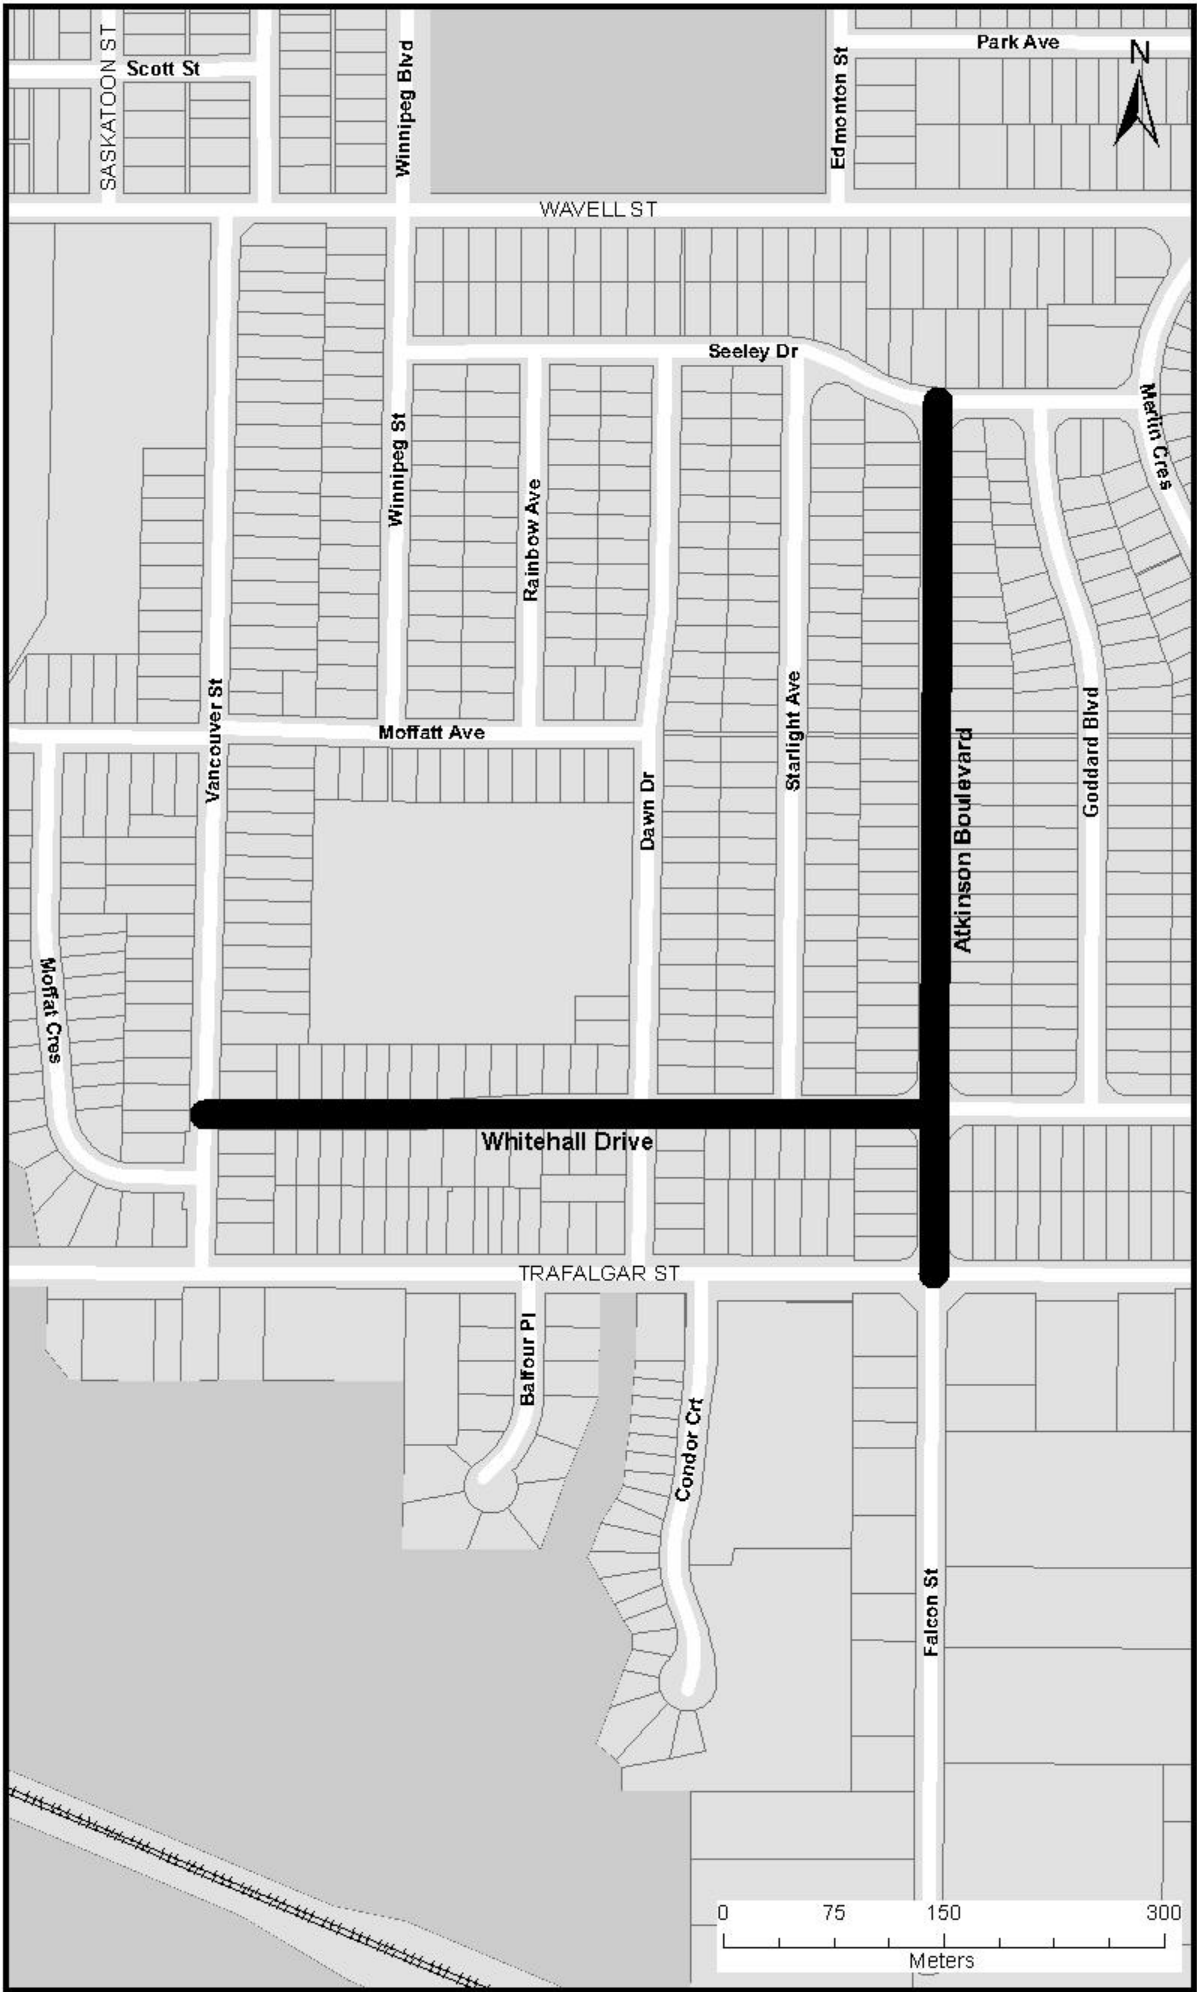 SASKATOON ST
Scott St
Winnipeg Blvd
Edmonton St
Park Ave
N
WAVELL ST
Seeley Dr
Merlin Cres
Winnipeg St
Rainbow Ave
Vancouver St
Moffatt Ave
Starlight Ave
Goddard Blvd
Dawn Dr
Atkinson Boulevard
Moffat Cres
Whitehall Drive
TRAFALGAR ST
Balfour Pl
Condor Crt
Falcon St
0 75 150 300
Meters